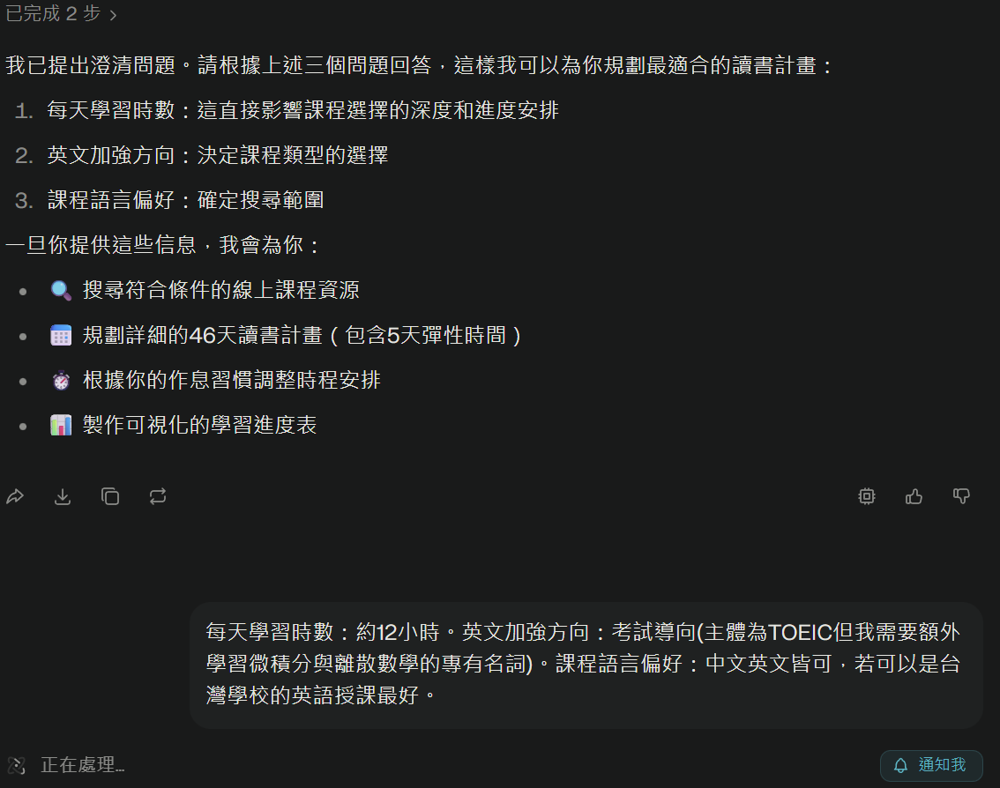 已完成 2 步 >
我已提出澄清問題。請根據上述三個問題回答，這樣我可以為你規劃最適合的讀書計畫：
1. 每天學習時數：這直接影響課程選擇的深度和進度安排
2. 英文加強方向：決定課程類型的選擇
3. 課程語言偏好：確定搜尋範圍
一旦你提供這些信息，我會為你：
• 🔍 搜尋符合條件的線上課程資源
• 🗓️ 規劃詳細的46天讀書計畫（包含5天彈性時間）
• ⏱️ 根據你的作息習慣調整時程安排
• 📊 製作可視化的學習進度表
每天學習時數：約12小時。英文加強方向：考試導向(主體為TOEIC但我需要額外
學習微積分與離散數學的專有名詞)。課程語言偏好：中文英文皆可，若可以是台
灣學校的英語授課最好。
正在處理…
通知我